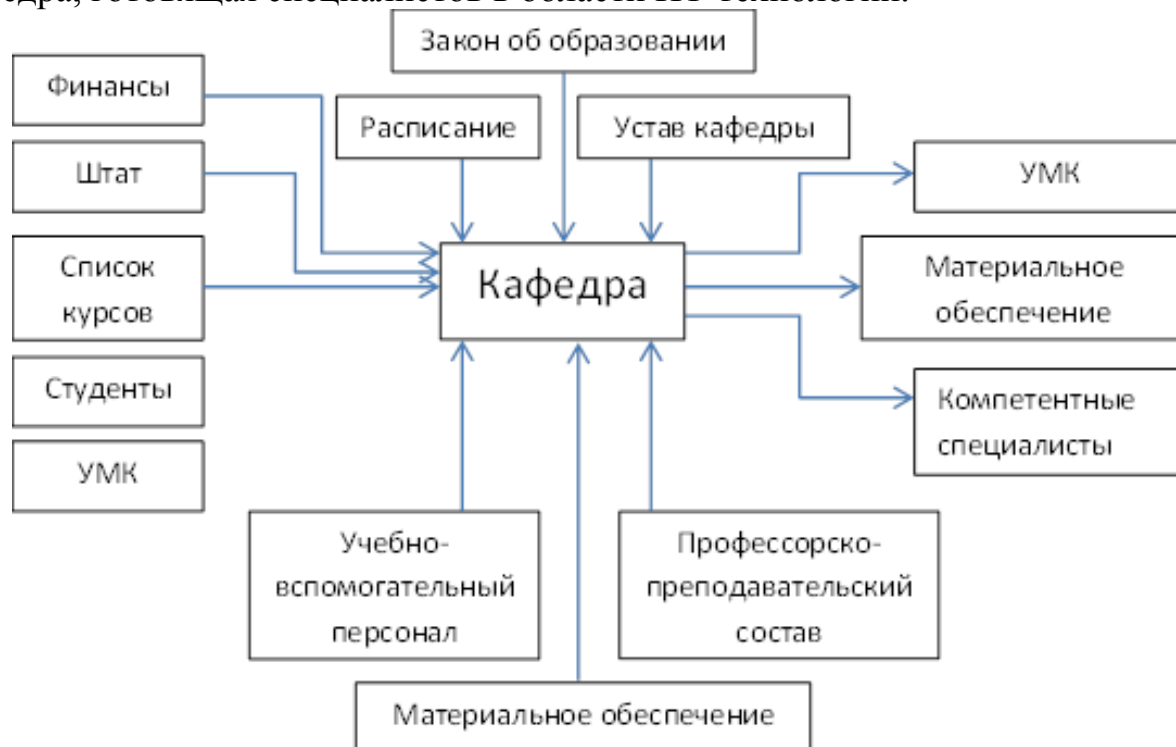 Закон об образовании
Финансы
Расписание
Устав кафедры
Штат
УМК
Список
курсов
Кафедра
Материальное
обеспечение
Студенты
Компетентные
специалисты
УМК
Учебно-
вспомогательный
персонал
Профессорско-
преподавательский
состав
Материальное обеспечение